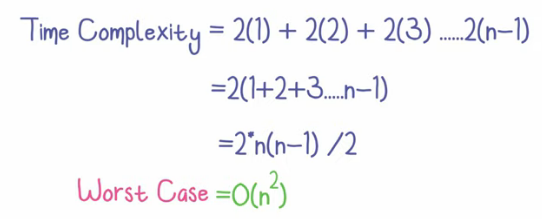 Time Complexity = 2(1) + 2(2) + 2(3) ......2(n-1)
=2(1+2+3.....n-1)
=2*n(n-1) /2
Worst Case =O(n²)